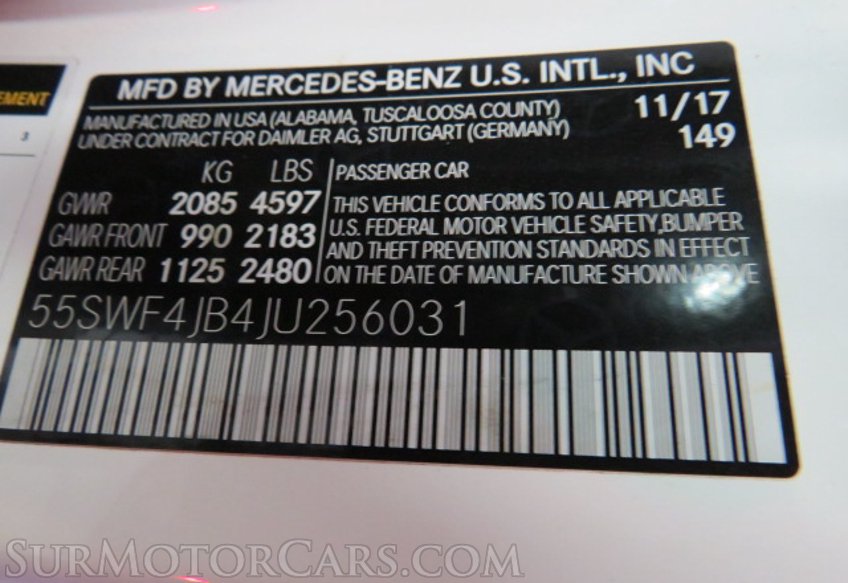 EMENT
3
MFD BY MERCEDES-BENZ U.S. INTL., INC
MANUFACTURED IN USA (ALABAMA, TUSCALOOSA COUNTY) 11/17
UNDER CONTRACT FOR DAIMLER AG, STUTTGART (GERMANY) 149
KG LBS PASSENGER CAR
GVWR 2085 4597 THIS VEHICLE CONFORMS TO ALL APPLICABLE
GAWR FRONT 990 2183 U.S. FEDERAL MOTOR VEHICLE SAFETY,BUMPER
AND THEFT PREVENTION STANDARDS IN EFFECT
GAWR REAR 1125 2480 ON THE DATE OF MANUFACTURE SHOWN ABOVE
55SWF4JB4JU256031
SURMOTORCARS.COM